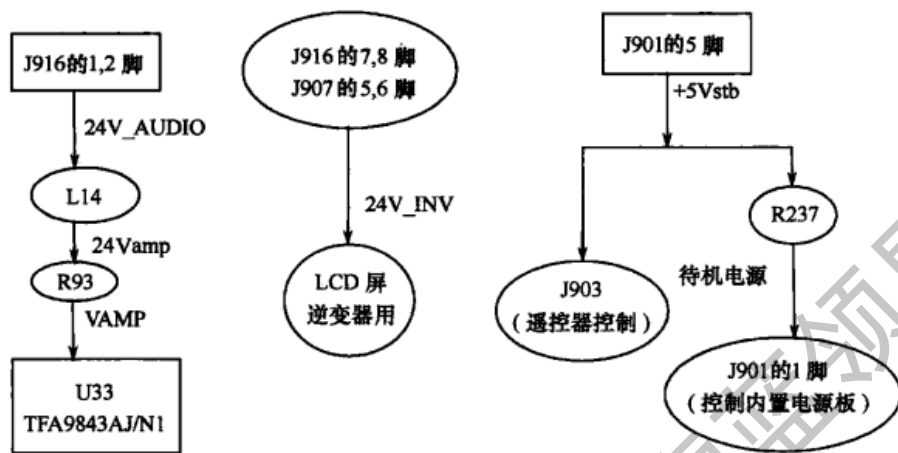 J916的1,2 脚
24V_AUDIO
L14
24Vamp
R93
VAMP
U33
TFA9843AJ/N1
J916的7,8 脚
J907的5,6 脚
24V_INV
LCD 屏
逆变器用
J901的5 脚
+5Vstb
R237
待机电源
J903
(遥控器控制)
J901的1 脚
(控制内置电源板)
蓝领